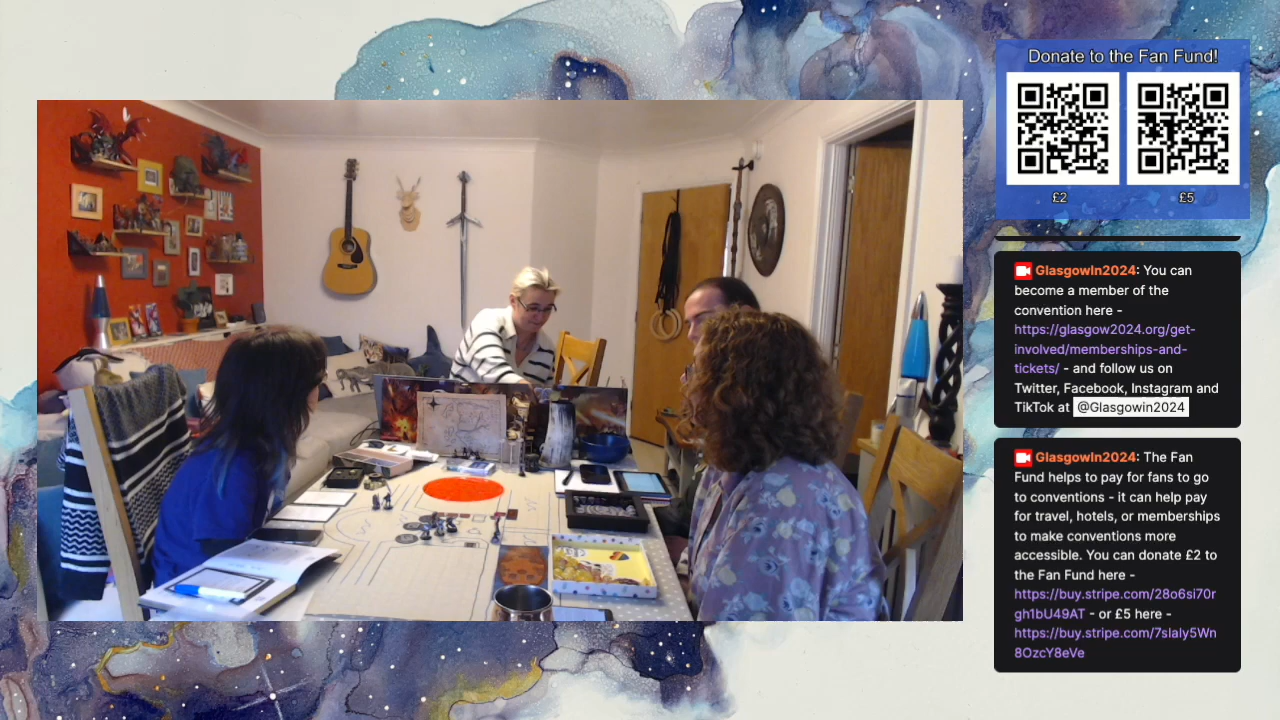 Donate to the Fan Fund!
£2
£5
GlasgowIn2024: You can
become a member of the
convention here -
https://glasgow2024.org/get-
involved/memberships-and-
tickets/ - and follow us on
Twitter, Facebook, Instagram and
TikTok at @Glasgowin2024
GlasgowIn2024: The Fan
Fund helps to pay for fans to go
to conventions - it can help pay
for travel, hotels, or memberships
to make conventions more
accessible. You can donate £2 to
the Fan Fund here -
https://buy.stripe.com/28o6si70r
gh1bU49AT - or £5 here -
https://buy.stripe.com/7sIaIy5Wn
8OzcY8eVe